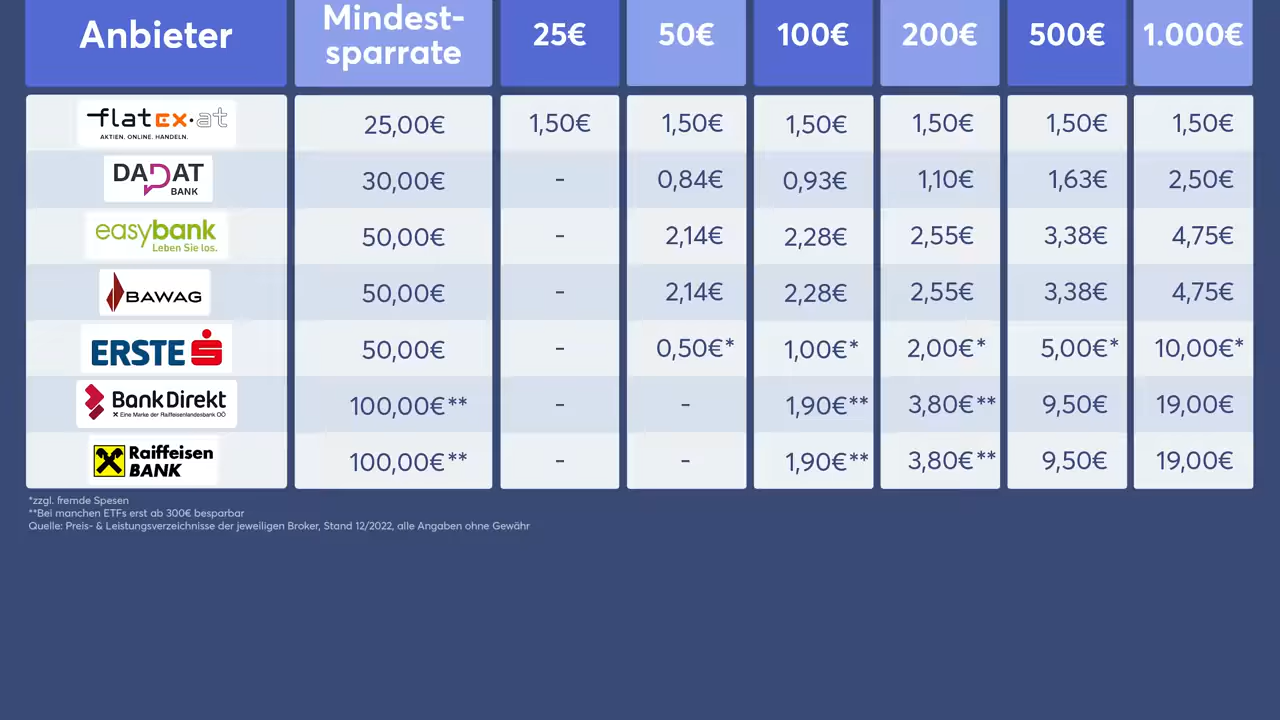 Anbieter Mindest-sparrate 25€ 50€ 100€ 200€ 500€ 1.000€
flatex·at AKTIEN. ONLINE. HANDELN. 25,00€ 1,50€ 1,50€ 1,50€ 1,50€ 1,50€ 1,50€
DADAT BANK 30,00€ - 0,84€ 0,93€ 1,10€ 1,63€ 2,50€
easybank Leben Sie los. 50,00€ - 2,14€ 2,28€ 2,55€ 3,38€ 4,75€
BAWAG 50,00€ - 2,14€ 2,28€ 2,55€ 3,38€ 4,75€
ERSTE 50,00€ - 0,50€* 1,00€* 2,00€* 5,00€* 10,00€*
BankDirekt Eine Marke der Raiffeisenlandesbank OÖ 100,00€** - - 1,90€** 3,80€** 9,50€ 19,00€
Raiffeisen BANK 100,00€** - - 1,90€** 3,80€** 9,50€ 19,00€
*zzgl. fremde Spesen
**Bei manchen ETFs erst ab 300€ besparbar
Quelle: Preis- & Leistungsverzeichnisse der jeweiligen Broker, Stand 12/2022, alle Angaben ohne Gewähr